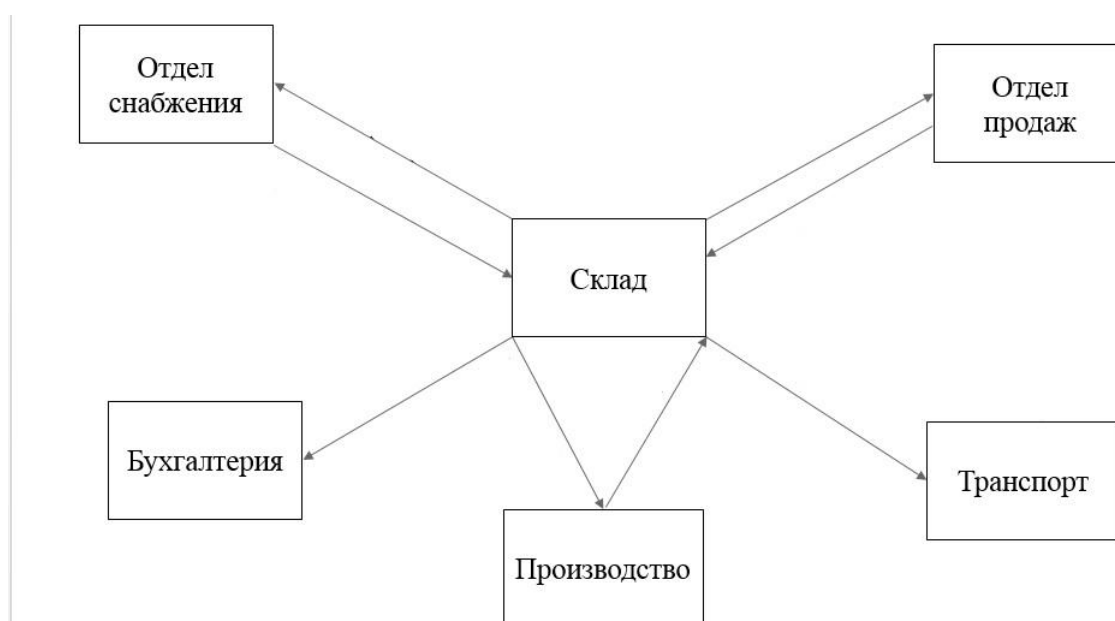 Отдел
снабжения
Отдел
продаж
Склад
Бухгалтерия
Транспорт
Производство